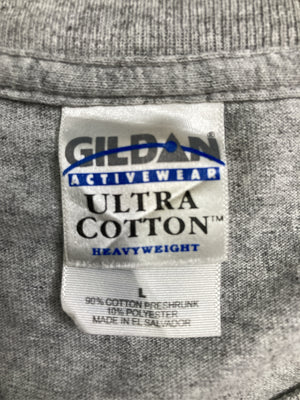 GILDAN®
ACTIVEWEAR
ULTRA
COTTON™
HEAVYWEIGHT
L
90% COTTON PRESHRUNK
10% POLYESTER
MADE IN EL SALVADOR